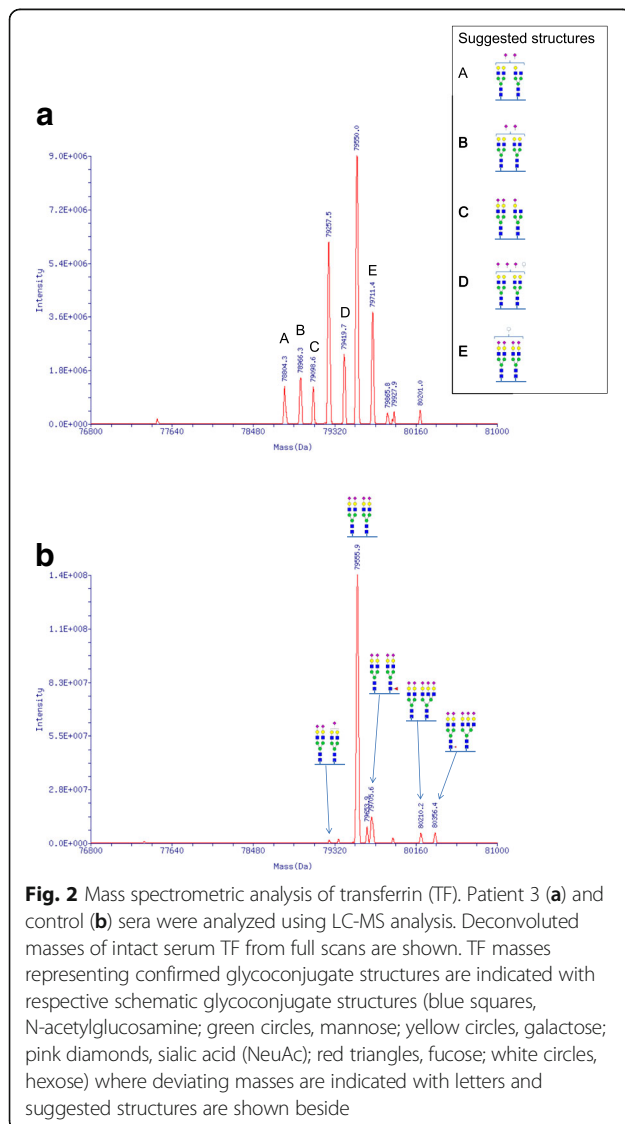 Suggested structures
A
B
C
D
E
a
9.0E+006
7.2E+006
5.4E+006
3.6E+006
1.8E+006
0.0E+000
Intensity
78804.3
78966.3
79098.6
79257.5
79419.7
79550.0
79711.4
79865.8
79927.9
80201.0
A
B
C
D
E
76800
77640
78480
79320
80160
81000
Mass(Da)
b
1.4E+008
1.1E+008
8.3E+007
5.5E+007
2.8E+007
0.0E+000
Intensity
79555.9
79653.9
79705.6
80210.2
80356.4
76800
77640
78480
79320
80160
81000
Mass(Da)
Fig. 2 Mass spectrometric analysis of transferrin (TF). Patient 3 (a) and
control (b) sera were analyzed using LC-MS analysis. Deconvoluted
masses of intact serum TF from full scans are shown. TF masses
representing confirmed glycoconjugate structures are indicated with
respective schematic glycoconjugate structures (blue squares,
N-acetylglucosamine; green circles, mannose; yellow circles, galactose;
pink diamonds, sialic acid (NeuAc); red triangles, fucose; white circles,
hexose) where deviating masses are indicated with letters and
suggested structures are shown beside